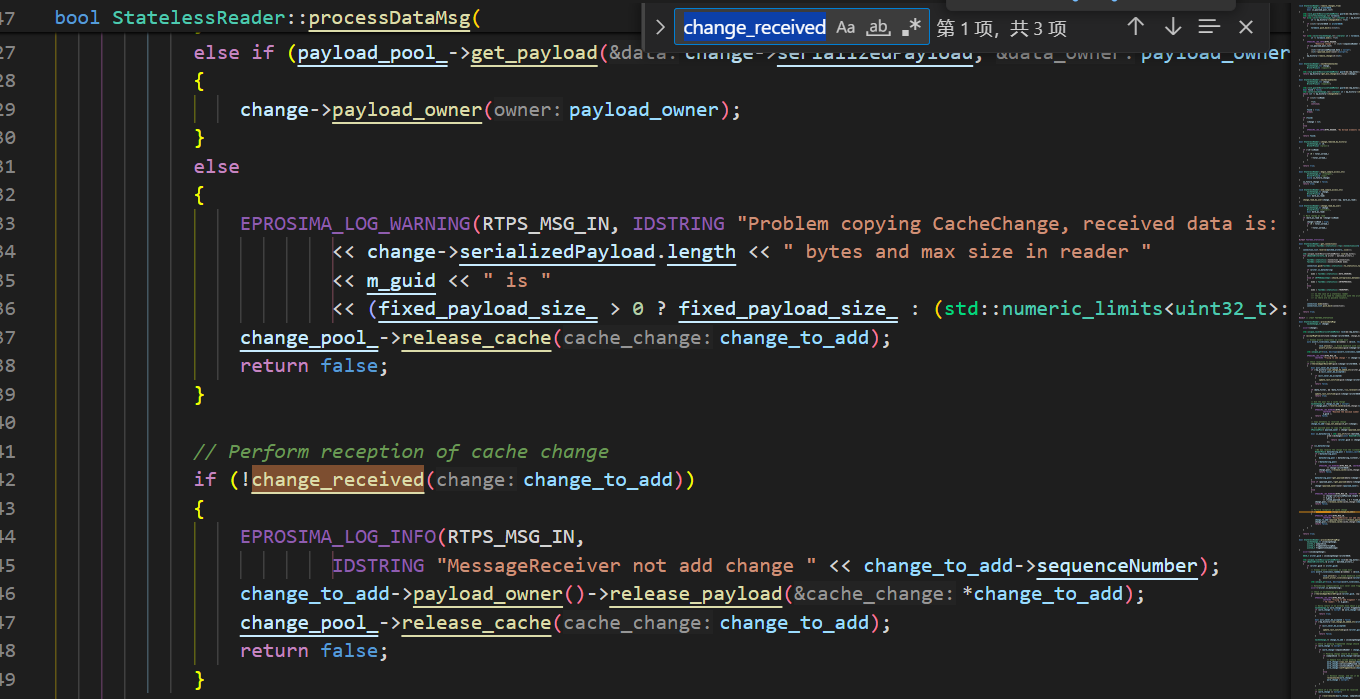 47 bool StatelessReader::processDataMsg(
change_received Aa ab .* 第 1 项, 共 3 项
27 else if (payload_pool_->get_payload(&data: change->serializedPayload, &data_owner: payload_owner
28 {
29 change->payload_owner(owner: payload_owner);
30 }
31 else
32 {
33 EPROSIMA_LOG_WARNING(RTPS_MSG_IN, IDSTRING "Problem copying CacheChange, received data is:
34 << change->serializedPayload.length << " bytes and max size in reader "
35 << m_guid << " is "
36 << (fixed_payload_size_ > 0 ? fixed_payload_size_ : (std::numeric_limits<uint32_t>:
37 change_pool_->release_cache(cache_change: change_to_add);
38 return false;
39 }
40
41 // Perform reception of cache change
42 if (!change_received(change: change_to_add))
43 {
44 EPROSIMA_LOG_INFO(RTPS_MSG_IN,
45 IDSTRING "MessageReceiver not add change " << change_to_add->sequenceNumber);
46 change_to_add->payload_owner()->release_payload(&cache_change: *change_to_add);
47 change_pool_->release_cache(cache_change: change_to_add);
48 return false;
49 }